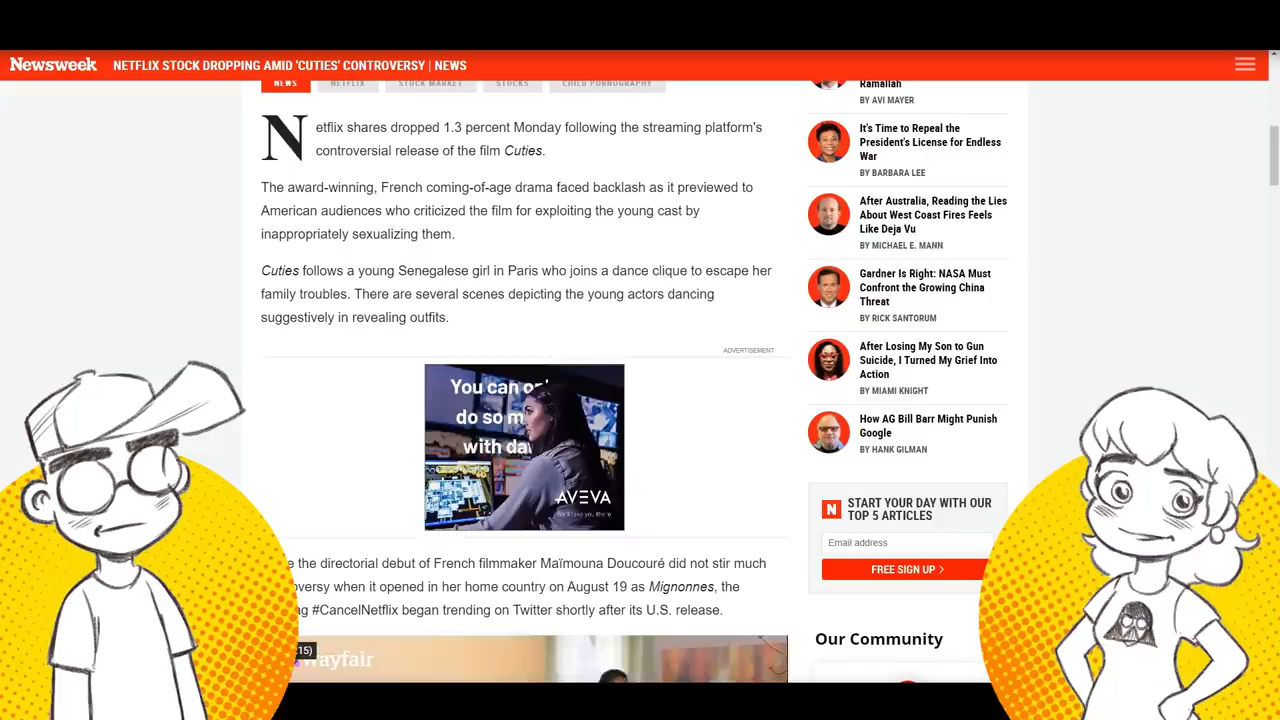 Newsweek
NETFLIX STOCK DROPPING AMID 'CUTIES' CONTROVERSY | NEWS
NEWS
NETFLIX
STOCK MARKET
STOCKS
CHILD PORNOGRAPHY
Netflix shares dropped 1.3 percent Monday following the streaming platform's
controversial release of the film Cuties.
The award-winning, French coming-of-age drama faced backlash as it previewed to
American audiences who criticized the film for exploiting the young cast by
inappropriately sexualizing them.
Cuties follows a young Senegalese girl in Paris who joins a dance clique to escape her
family troubles. There are several scenes depicting the young actors dancing
suggestively in revealing outfits.
ADVERTISEMENT
You can
do so
with
AVEVA
the directorial debut of French filmmaker Maïmouna Doucouré did not stir much
when it opened in her home country on August 19 as Mignonnes, the
#CancelNetflix began trending on Twitter shortly after its U.S. release.
:15)
wayfair
Ramallah
BY AVI MAYER
It's Time to Repeal the
President's License for Endless
War
BY BARBARA LEE
After Australia, Reading the Lies
About West Coast Fires Feels
Like Deja Vu
BY MICHAEL E. MANN
Gardner Is Right: NASA Must
Confront the Growing China
Threat
BY RICK SANTORUM
After Losing My Son to Gun
Suicide, I Turned My Grief Into
Action
BY MIAMI KNIGHT
How AG Bill Barr Might Punish
Google
BY HANK GILMAN
N
START YOUR DAY WITH OUR
TOP 5 ARTICLES
Email address
FREE SIGN UP >
Our Community